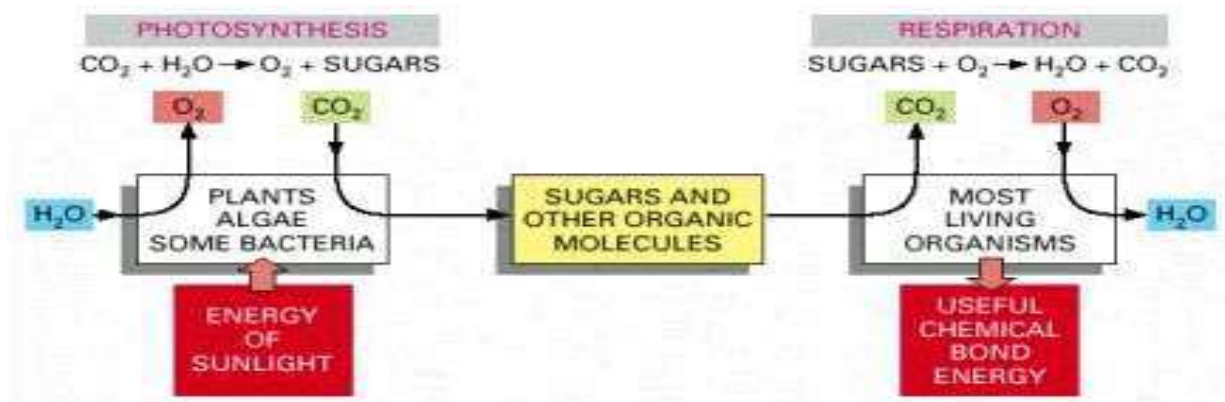 PHOTOSYNTHESIS
CO₂ + H₂O → O₂ + SUGARS
O₂
CO₂
H₂O
PLANTS
ALGAE
SOME BACTERIA
ENERGY
OF
SUNLIGHT
SUGARS AND
OTHER ORGANIC
MOLECULES
RESPIRATION
SUGARS + O₂ → H₂O + CO₂
CO₂
O₂
MOST
LIVING
ORGANISMS
H₂O
USEFUL
CHEMICAL
BOND
ENERGY